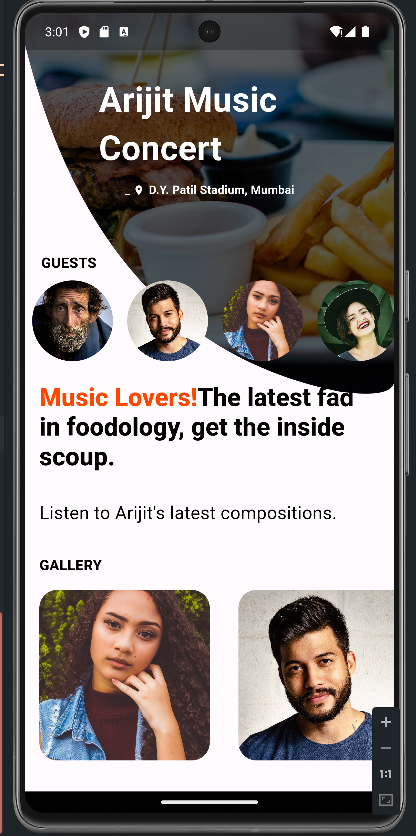 3:01
Arijit Music
Concert
_ D.Y. Patil Stadium, Mumbai
GUESTS
Music Lovers!The latest fad
in foodology, get the inside
scoop.
Listen to Arijit's latest compositions.
GALLERY
1:1